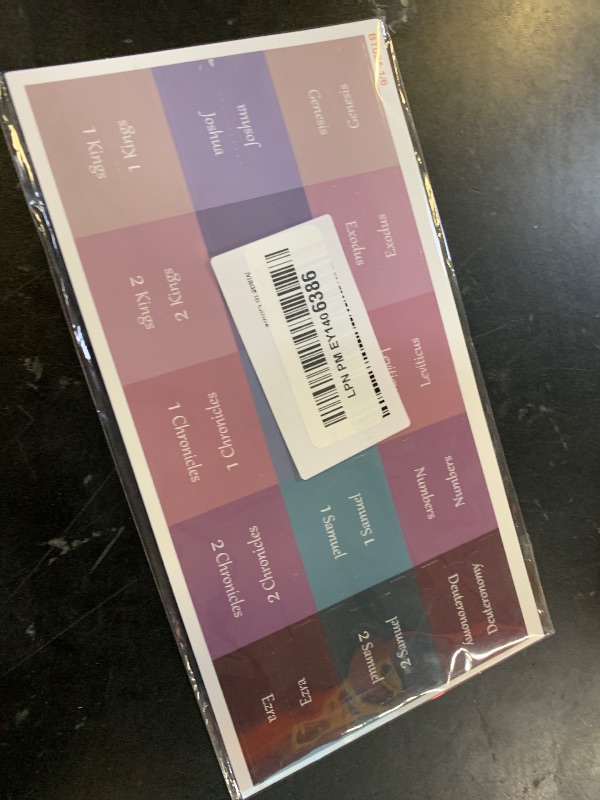 Genesis
Genesis
Exodus
Exodus
Leviticus
Numbers
Numbers
Deuteronomy
Deuteronomy
Joshua
Joshua
LPN PM EY1406386
1 Samuel
1 Samuel
2 Samuel
2 Samuel
1 Kings
1 Kings
2 Kings
2 Kings
1 Chronicles
1 Chronicles
2 Chronicles
2 Chronicles
Ezra
Ezra